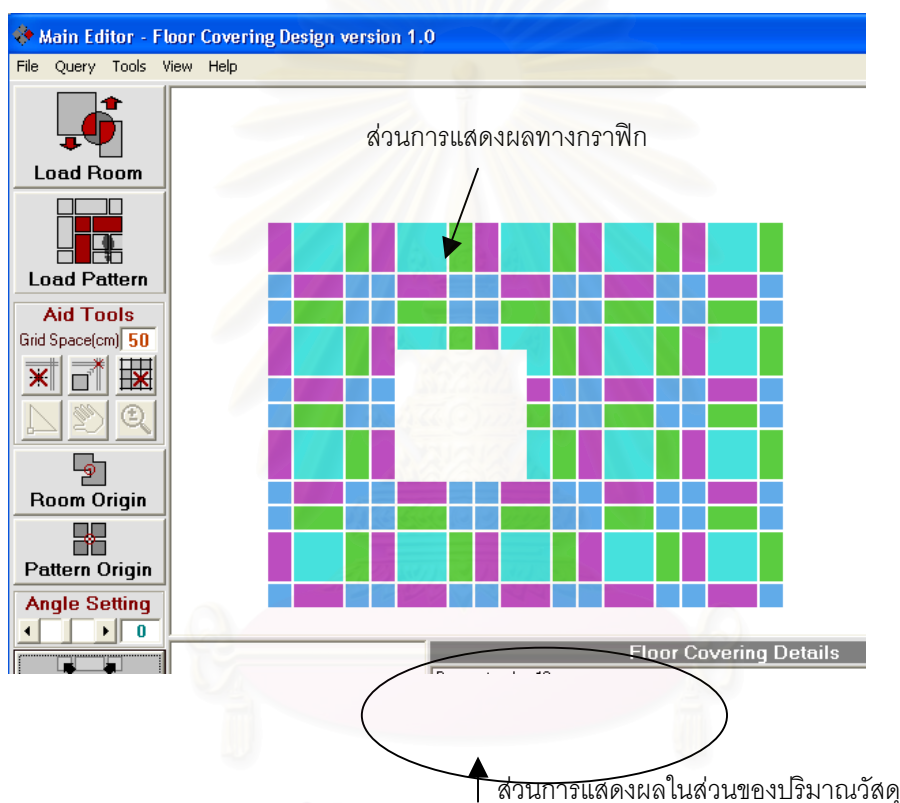 Main Editor - Floor Covering Design version 1.0
File Query Tools View Help
ส่วนการแสดงผลทางกราฟิก
Load Room
Load Pattern
Aid Tools
Grid Space(cm) 50
Room Origin
Pattern Origin
Angle Setting
0
Floor Covering Details
ส่วนการแสดงผลในส่วนของปริมาณวัสดุ